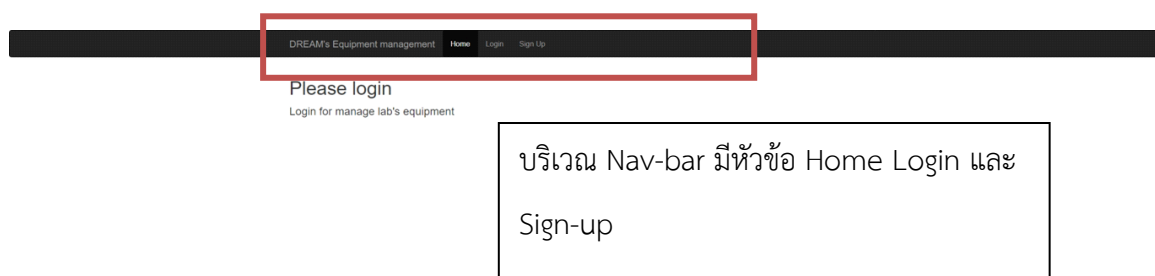 DREAM's Equipment management Home Login Sign Up
Please login
Login for manage lab's equipment
บริเวณ Nav-bar มีหัวข้อ Home Login และ
Sign-up